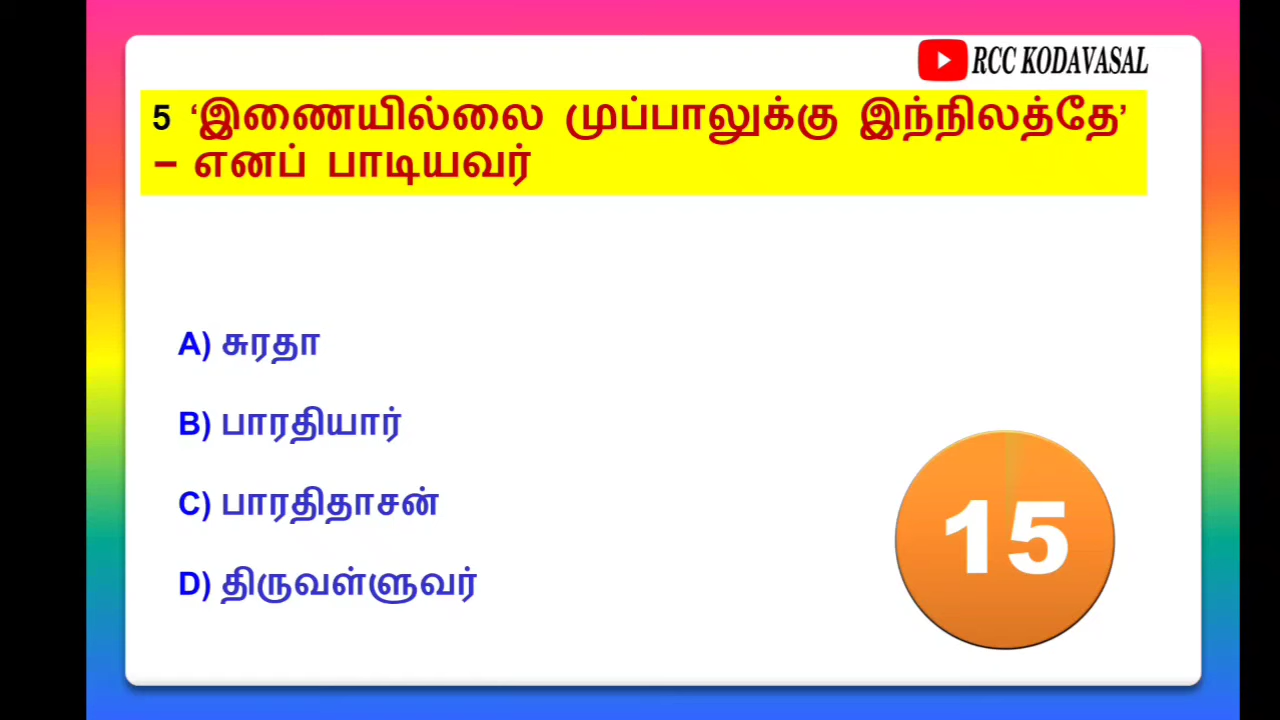 RCC KODAVASAL
5 ‘இணையில்லை முப்பாலுக்கு இந்நிலத்தே’
– எனப் பாடியவர்
A) சுரதா
B) பாரதியார்
C) பாரதிதாசன்
D) திருவள்ளுவர்
15